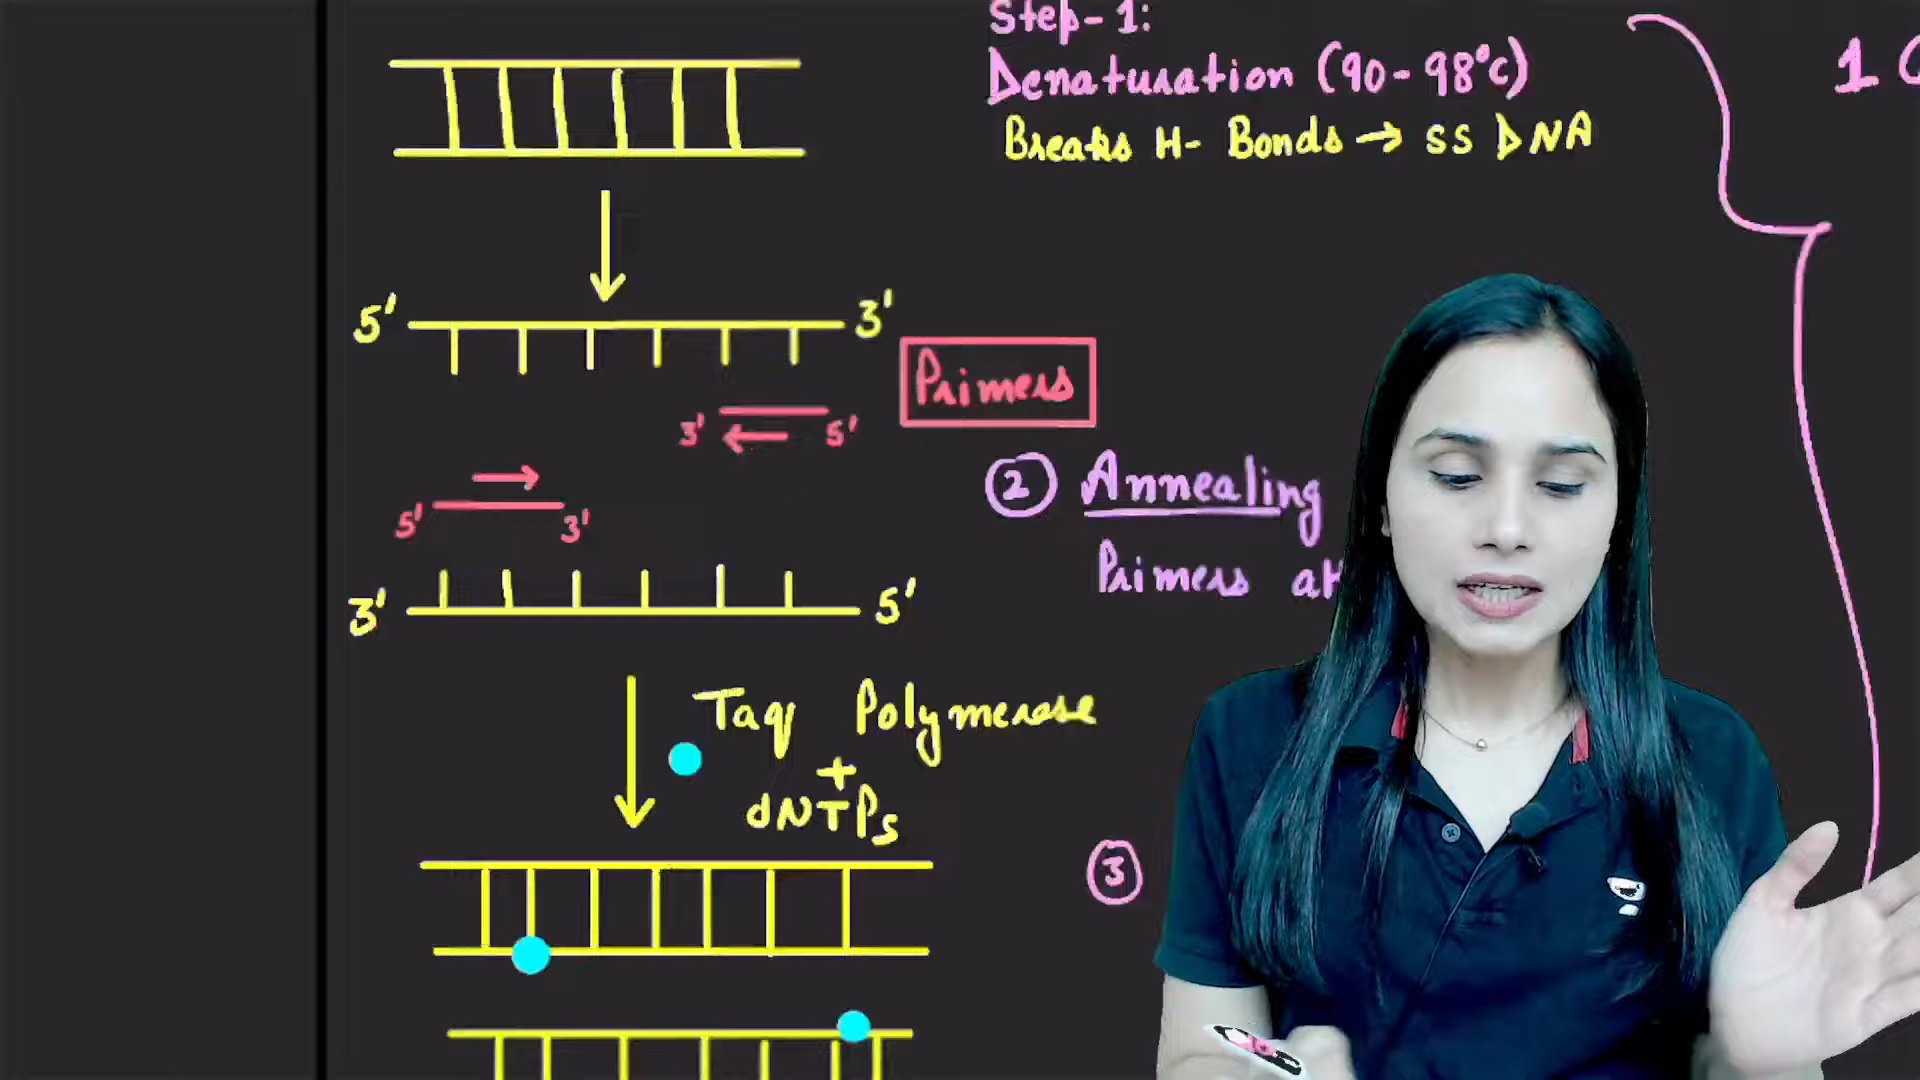 Step-1:
Denaturation (90-98°C)
Breaks H- Bonds → SS DNA
1
5' 3'
Primers
3' ← 5'
→
5' 3'
② Annealing
Primers
3' 5'
Taq Polymerase
+
dNTPs
③